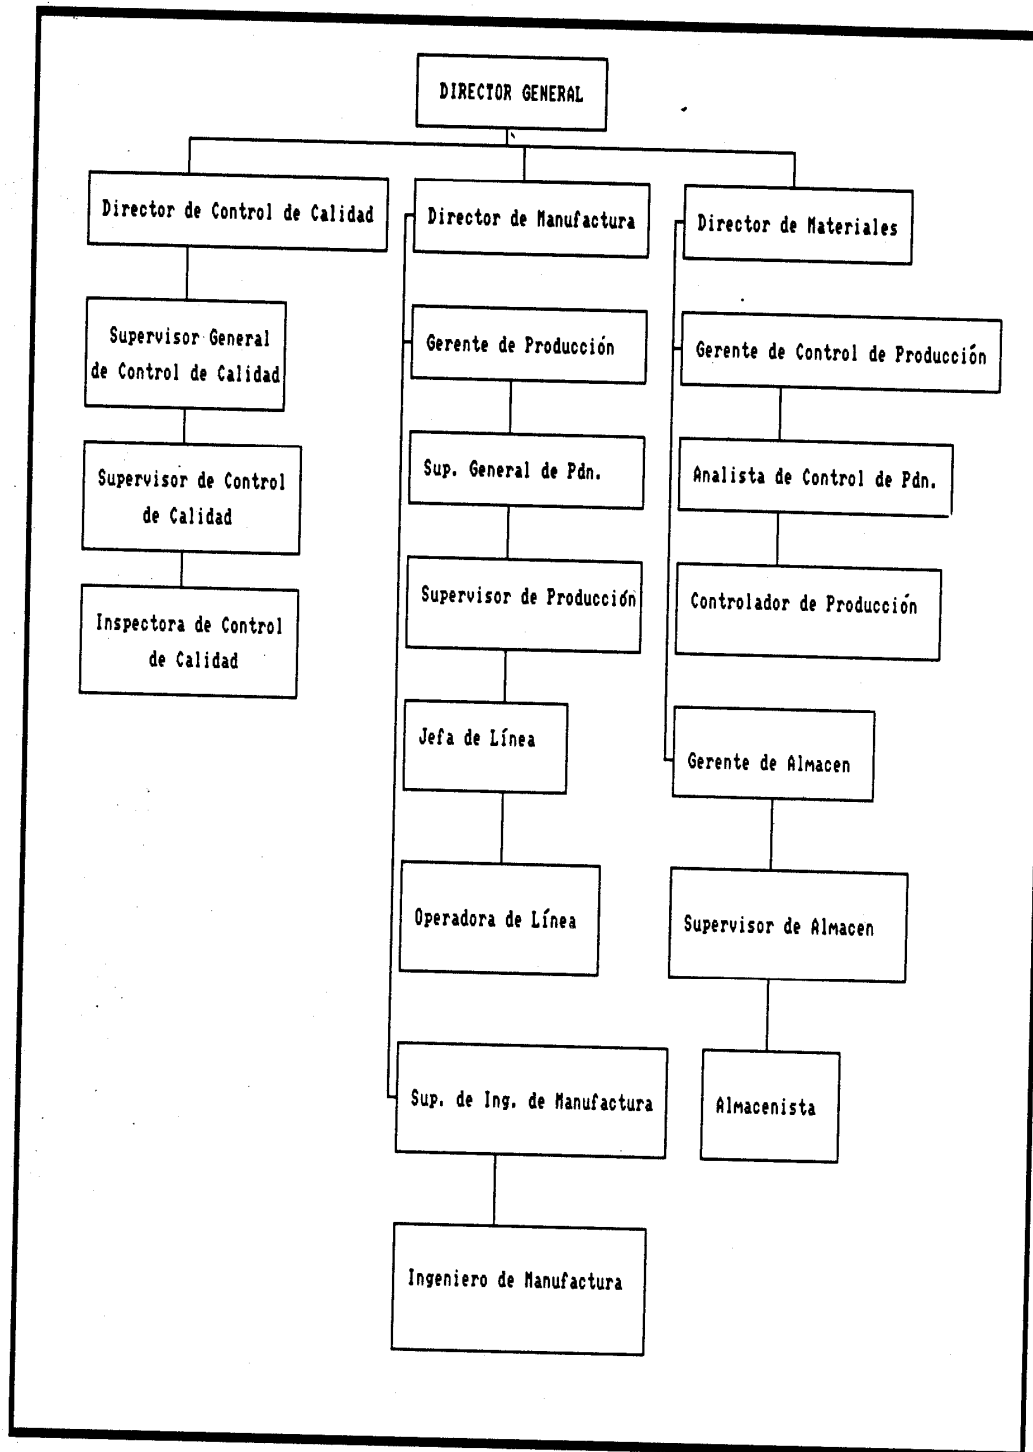 DIRECTOR GENERAL
Director de Control de Calidad
Director de Manufactura
Director de Materiales
Supervisor General
de Control de Calidad
Gerente de Producción
Gerente de Control de Producción
Supervisor de Control
de Calidad
Sup. General de Pdn.
Analista de Control de Pdn.
Inspectora de Control
de Calidad
Supervisor de Producción
Controlador de Producción
Jefa de Línea
Gerente de Almacen
Operadora de Línea
Supervisor de Almacen
Sup. de Ing. de Manufactura
Almacenista
Ingeniero de Manufactura